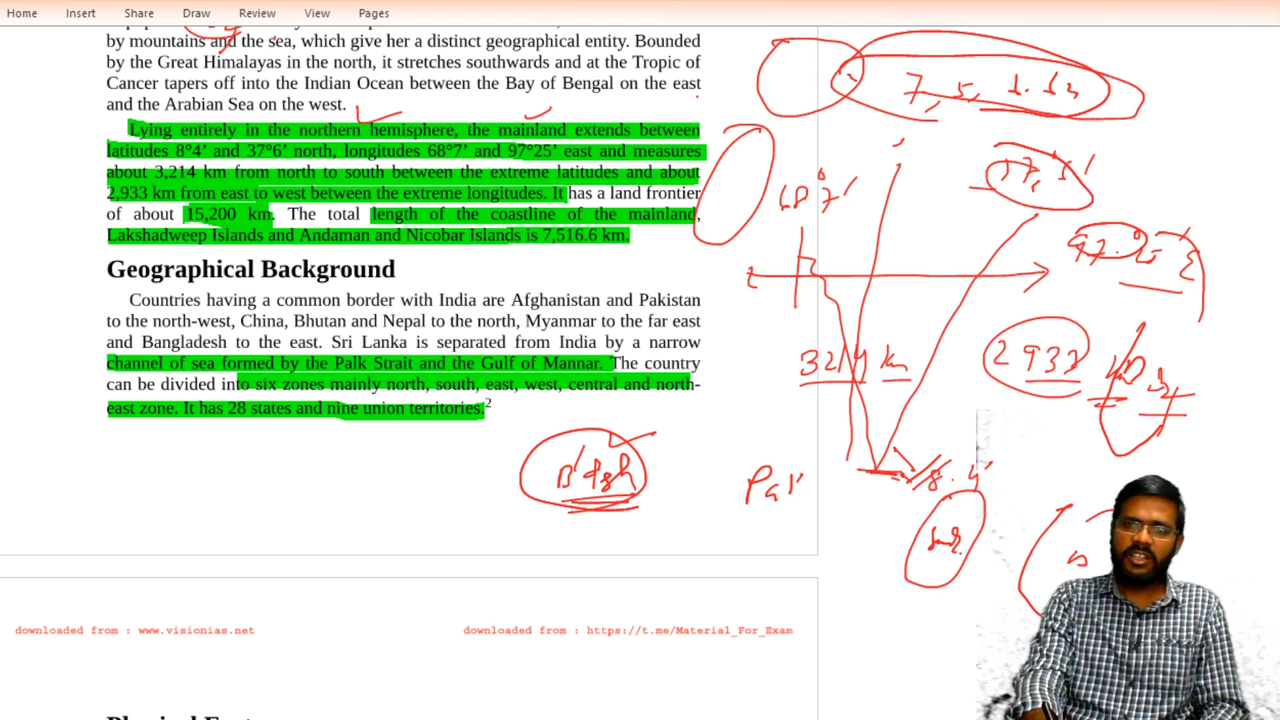 Home Insert Share Draw Review View Pages
by mountains and the sea, which give her a distinct geographical entity. Bounded
by the Great Himalayas in the north, it stretches southwards and at the Tropic of
Cancer tapers off into the Indian Ocean between the Bay of Bengal on the east
and the Arabian Sea on the west.
Lying entirely in the northern hemisphere, the mainland extends between
latitudes 8°4’ and 37°6’ north, longitudes 68°7’ and 97°25’ east and measures
about 3,214 km from north to south between the extreme latitudes and about
2,933 km from east to west between the extreme longitudes. It has a land frontier
of about 15,200 km. The total length of the coastline of the mainland,
Lakshadweep Islands and Andaman and Nicobar Islands is 7,516.6 km.
Geographical Background
Countries having a common border with India are Afghanistan and Pakistan
to the north-west, China, Bhutan and Nepal to the north, Myanmar to the far east
and Bangladesh to the east. Sri Lanka is separated from India by a narrow
channel of sea formed by the Palk Strait and the Gulf of Mannar. The country
can be divided into six zones mainly north, south, east, west, central and north-
east zone. It has 28 states and nine union territories.2
3214 km
2933
B'desh
downloaded from : www.visionias.net
downloaded from : https://t.me/Material_For_Exam